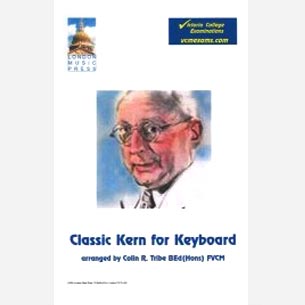 LONDON
MUSIC
PRESS
Victoria College
Examinations
vcmexams.com
Classic Kern for Keyboard
arranged by Colin R. Tribe BEd(Hons) FVCM